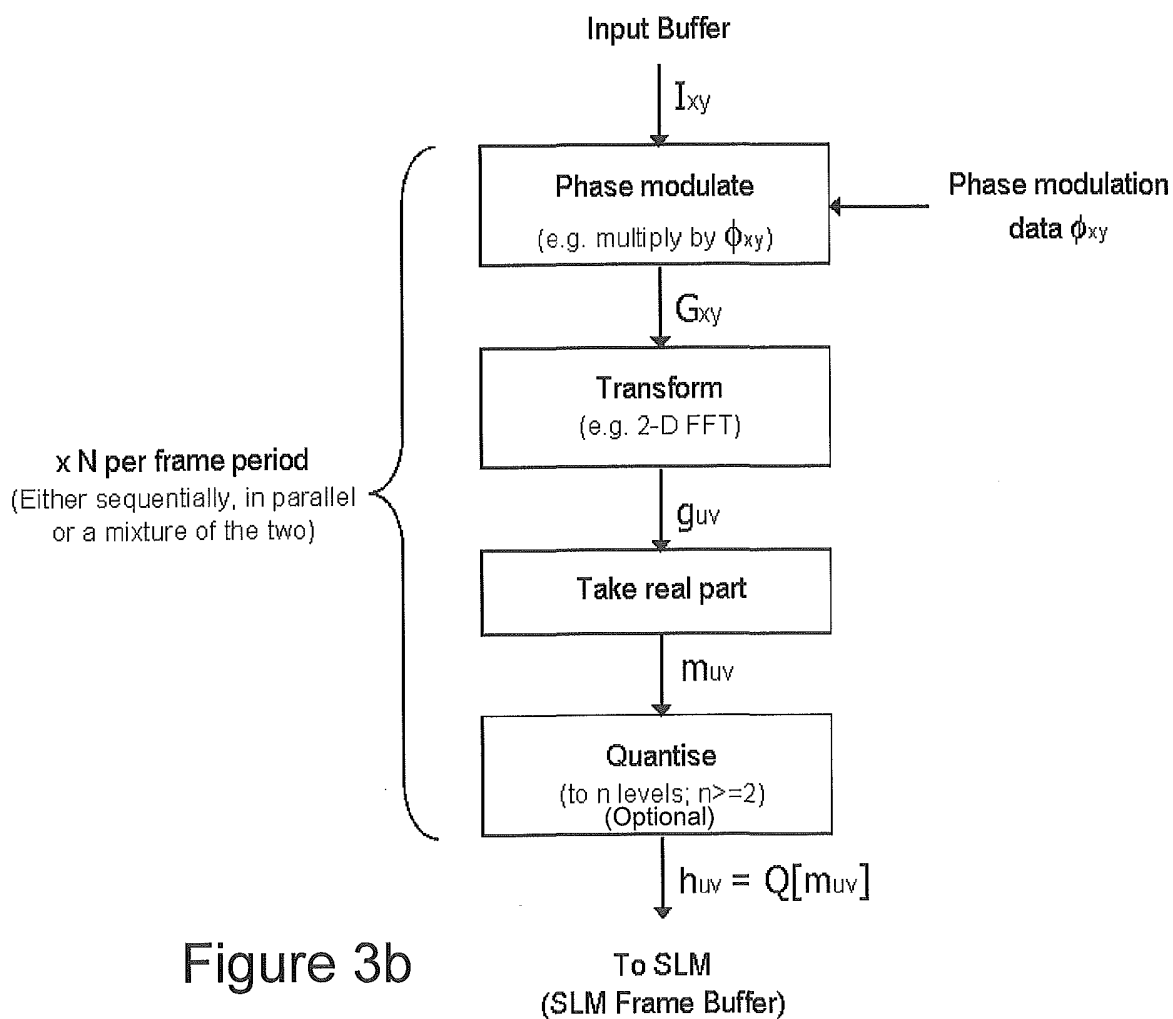 Input Buffer
Ixy
Phase modulate
(e.g. multiply by ϕxy)
Phase modulation
data ϕxy
Gxy
Transform
(e.g. 2-D FFT)
x N per frame period
(Either sequentially, in parallel
or a mixture of the two)
guv
Take real part
muv
Quantise
(to n levels; n>=2)
(Optional)
huv = Q[muv]
Figure 3b
To SLM
(SLM Frame Buffer)